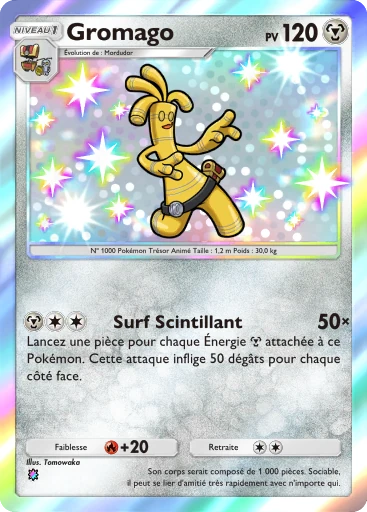 NIVEAU 1
Gromago
PV 120
Évolution de : Mordudor
N° 1000 Pokémon Trésor Animé Taille : 1,2 m Poids : 30,0 kg
Surf Scintillant 50×
Lancez une pièce pour chaque Énergie attachée à ce
Pokémon. Cette attaque inflige 50 dégâts pour chaque
côté face.
Faiblesse +20 Retraite
Illus. Tomowaka
Son corps serait composé de 1 000 pièces. Sociable,
il peut se lier d'amitié très rapidement avec n'importe qui.